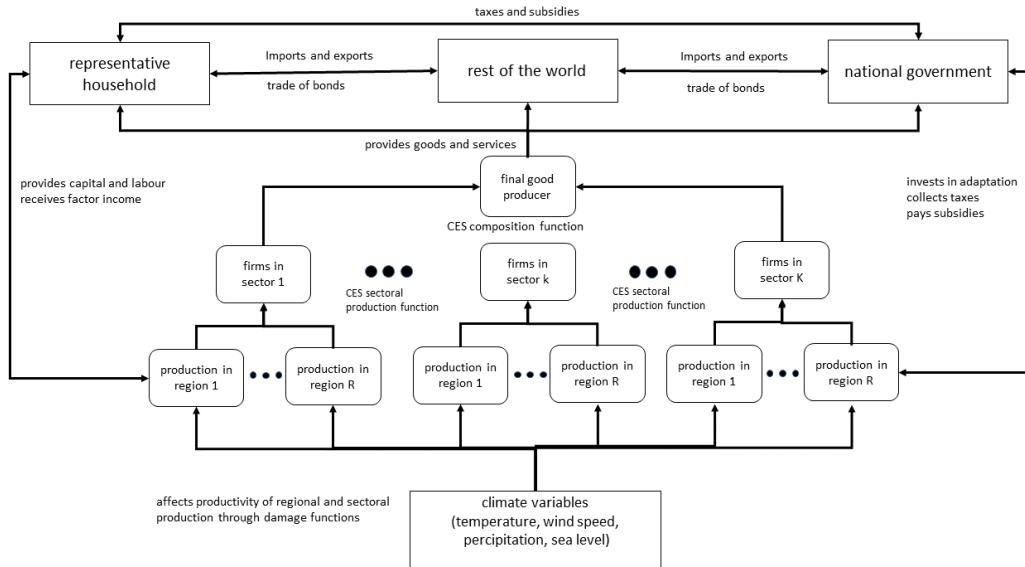 taxes and subsidies
representative
household
Imports and exports
trade of bonds
rest of the world
Imports and exports
trade of bonds
national government
provides goods and services
provides capital and labour
receives factor income
final good
producer
CES composition function
invests in adaptation
collects taxes
pays subsidies
firms in
sector 1
CES sectoral
production function
firms in
sector k
CES sectoral
production function
firms in
sector K
production in
region 1
production in
region R
production in
region 1
production in
region R
production in
region 1
production in
region R
affects productivity of regional and sectoral
production through damage functions
climate variables
(temperature, wind speed,
percipitation, sea level)